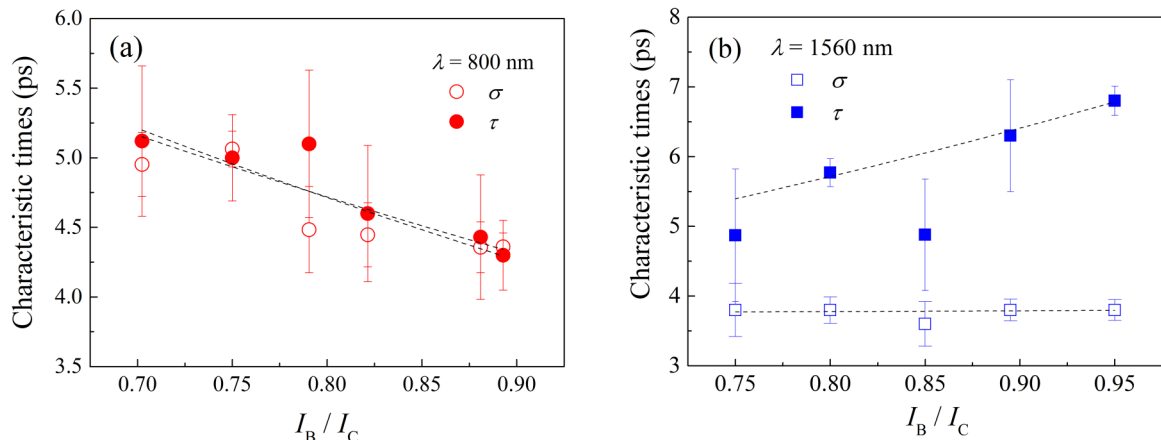 (a)
λ = 800 nm
σ
τ
Characteristic times (ps)
6.0
5.5
5.0
4.5
4.0
3.5
0.70 0.75 0.80 0.85 0.90
I_B / I_C
(b)
λ = 1560 nm
σ
τ
Characteristic times (ps)
8
7
6
5
4
3
0.75 0.80 0.85 0.90 0.95
I_B / I_C